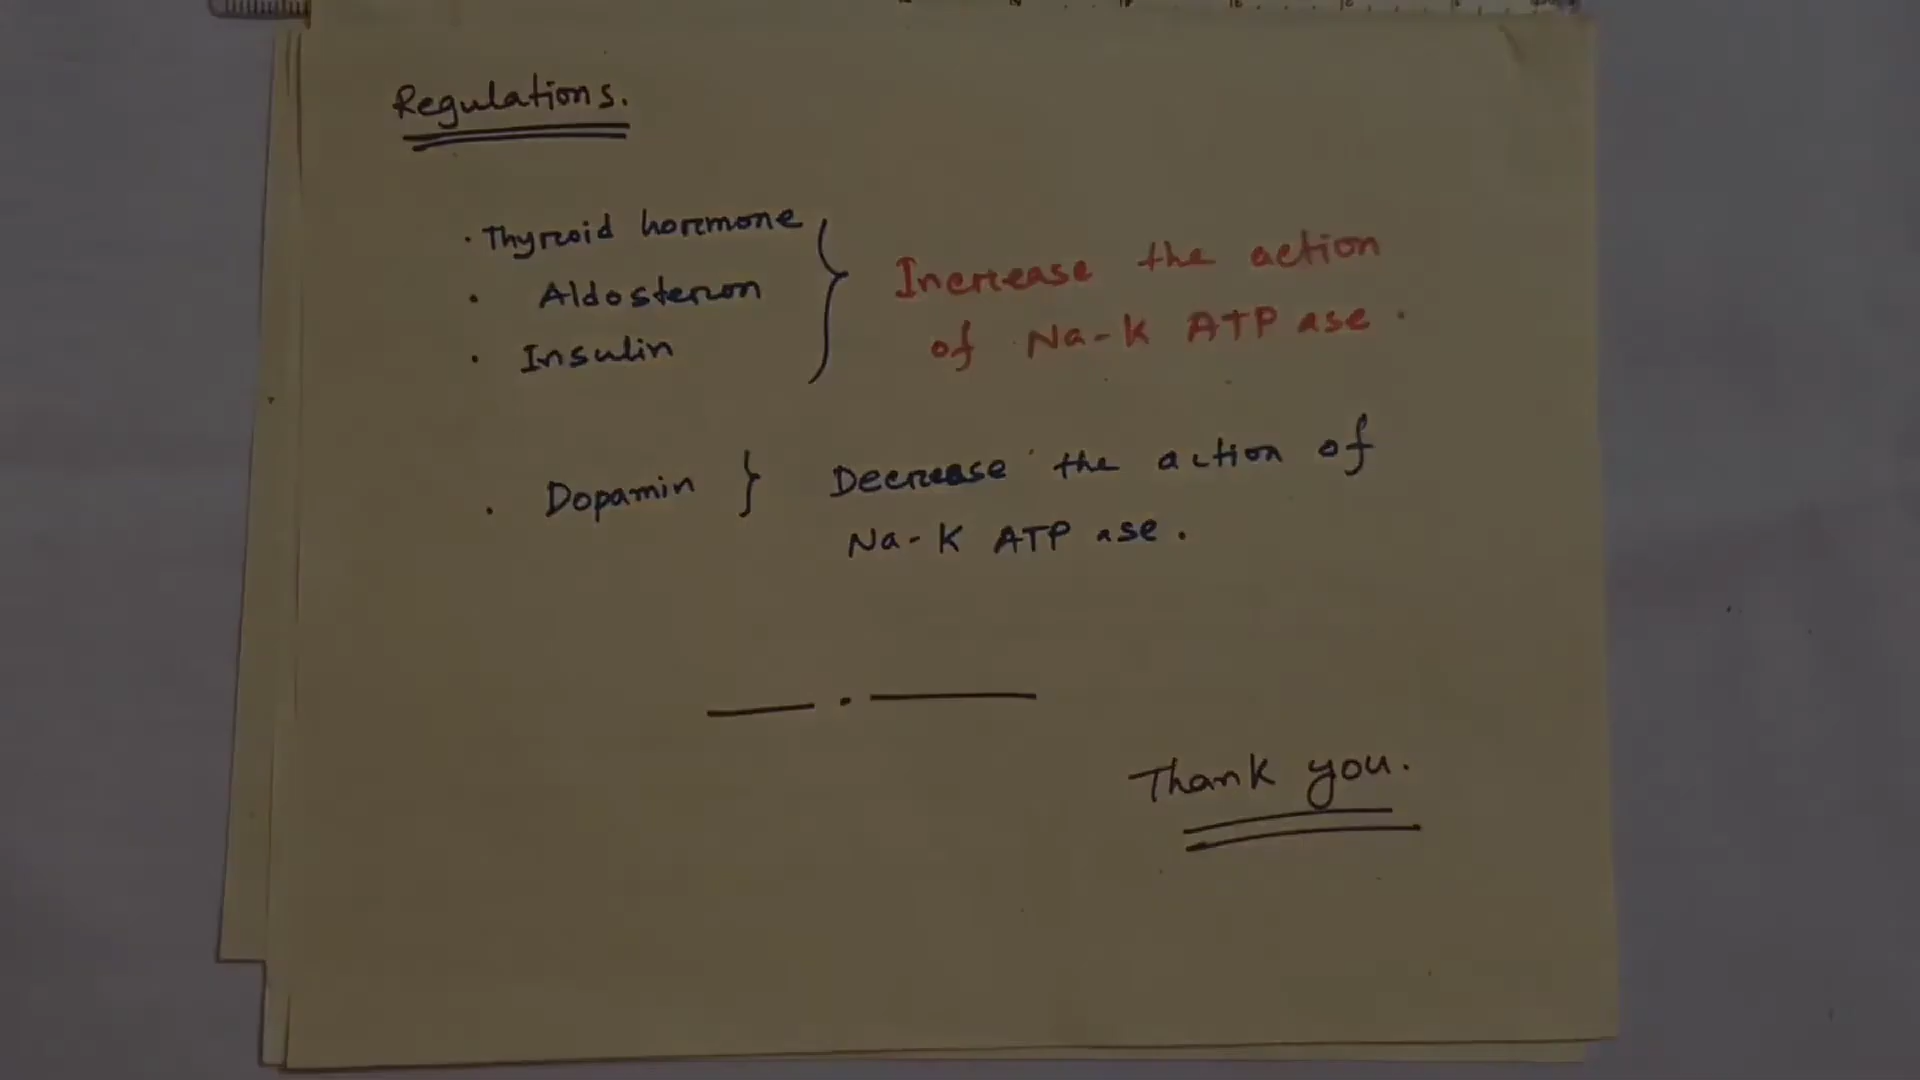 Regulations.
· Thyroid hormone
· Aldosteron
· Insulin
Increase the action
of Na-K ATP ase.
· Dopamin } Decrease the action of
Na-K ATP ase.
Thank you.